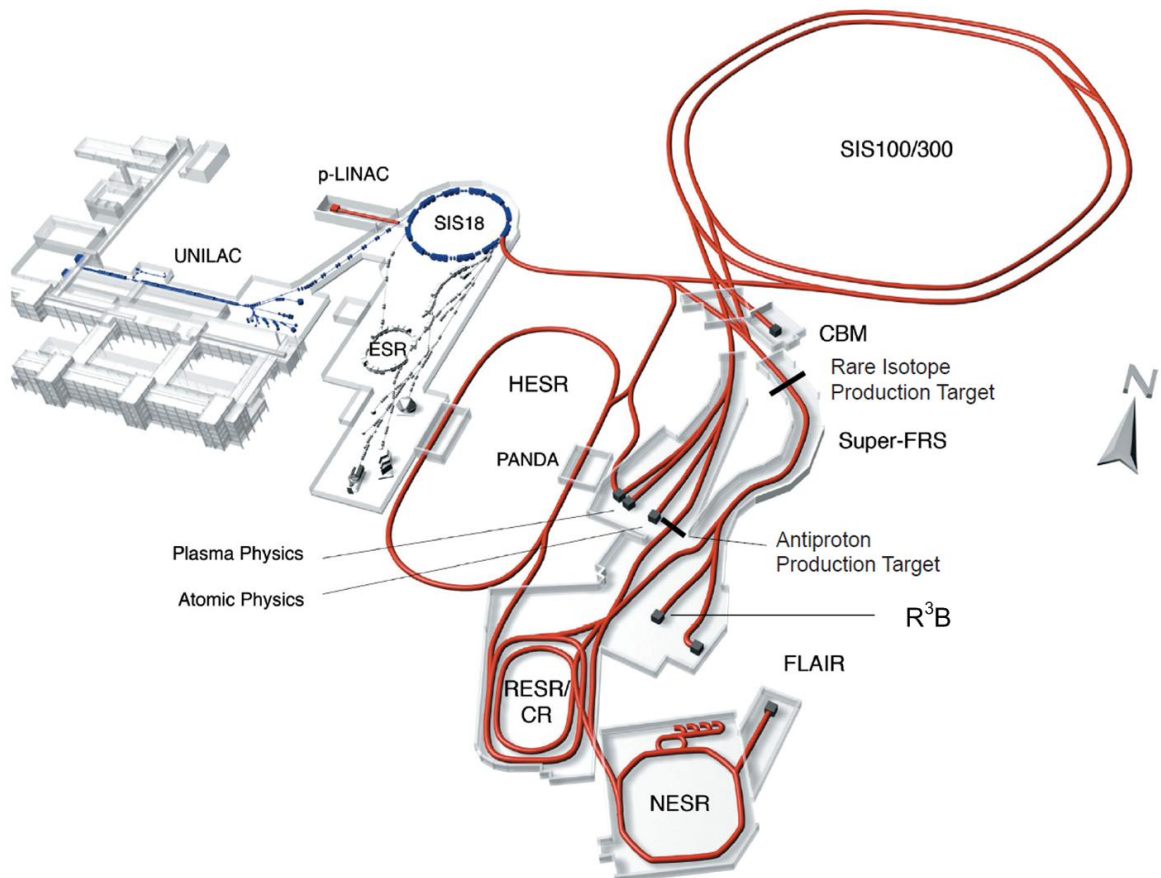 SIS100/300
p-LINAC
SIS18
UNILAC
CBM
ESR
Rare Isotope
Production Target
HESR
N
Super-FRS
PANDA
Plasma Physics
Antiproton
Production Target
Atomic Physics
R³B
FLAIR
RESR/
CR
NESR